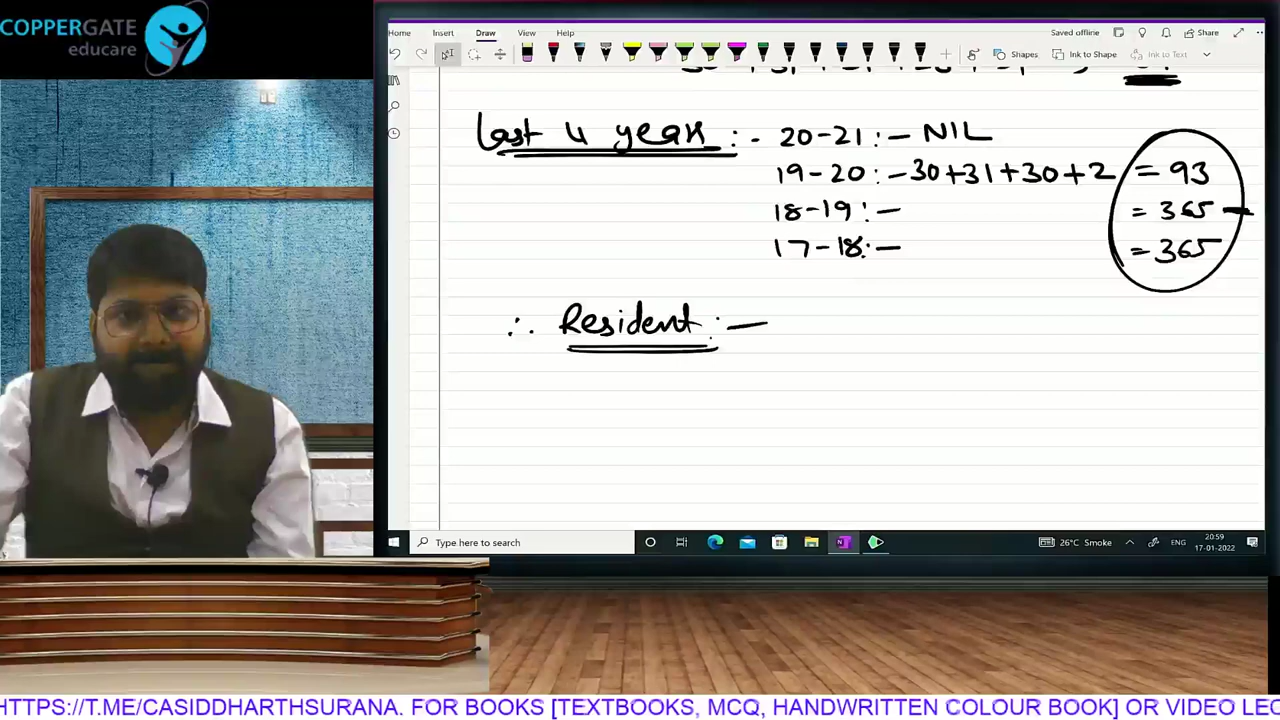 COPPERGATE
educare
Home Insert Draw View Help
Saved offline
Share
Shapes
Ink to Shape
Ink to Text
Last 4 year :- 20-21 :- NIL
19-20 :- 30+31+30+2 = 93
18-19 :- = 365
17-18 :- = 365
∴ Resident :-
Type here to search
26°C Smoke
ENG
20:59
17-01-2022
HTTPS://T.ME/CASIDDHARTHSURANA. FOR BOOKS [TEXTBOOKS, MCQ, HANDWRITTEN COLOUR BOOK] OR VIDEO LEC